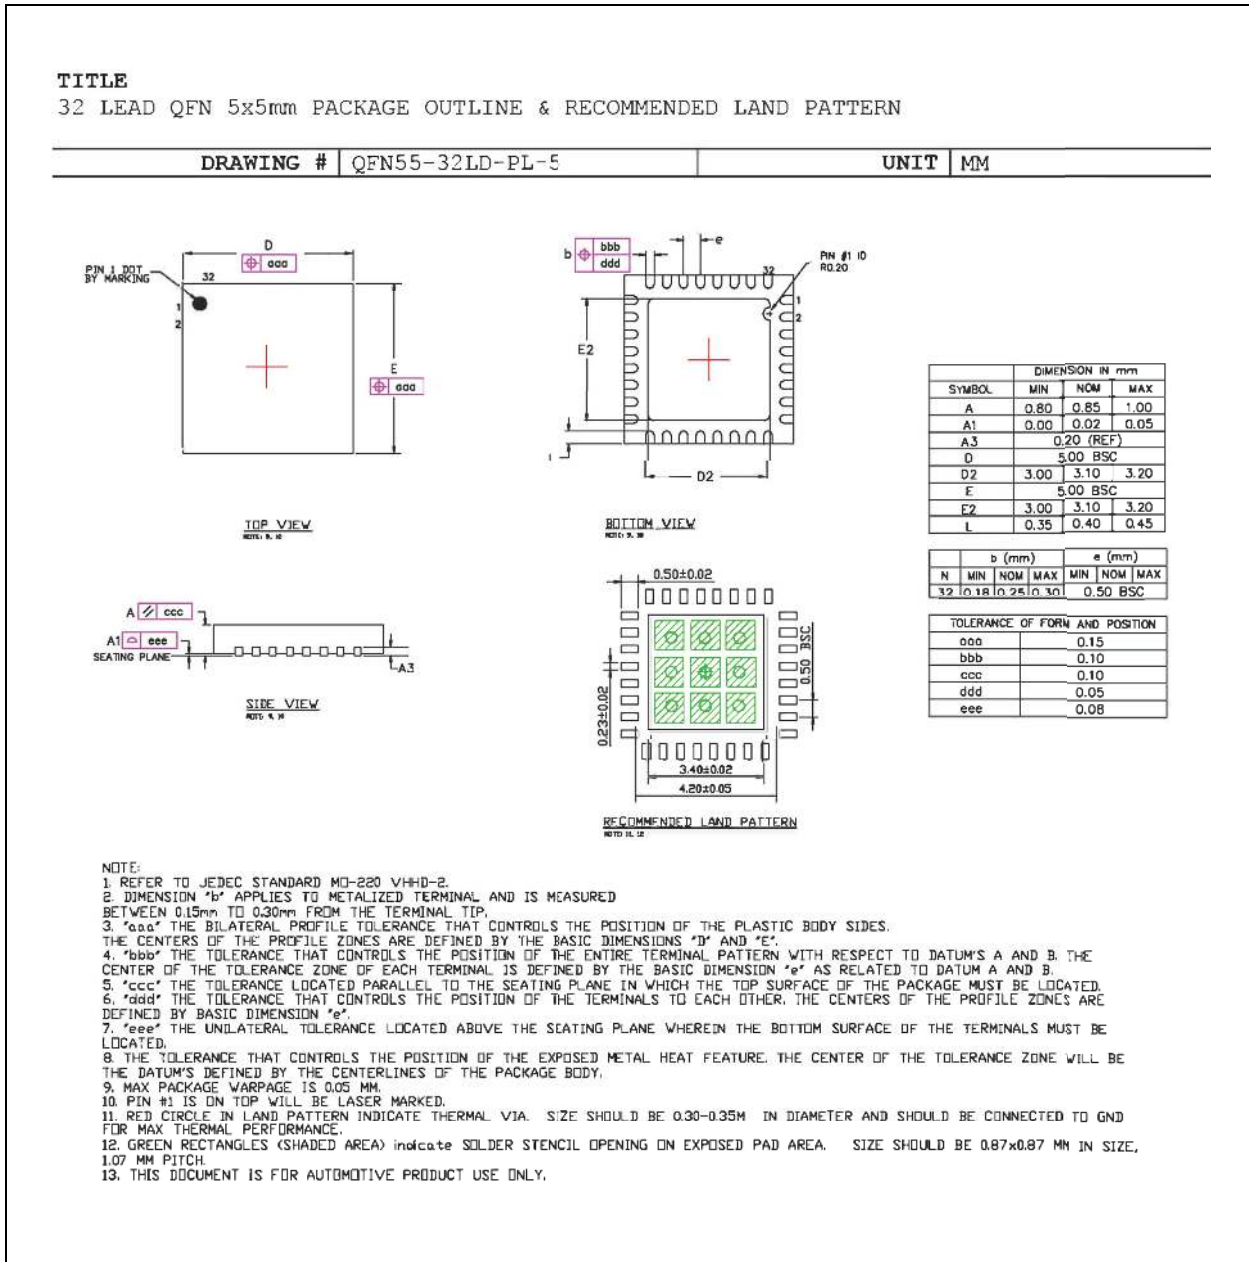 TITLE
32 LEAD QFN 5x5mm PACKAGE OUTLINE & RECOMMENDED LAND PATTERN
DRAWING # QFN55-32LD-PL-5 UNIT MM
D
aaa
PIN 1 DOT
BY MARKING
32
1
2
E
aaa
TOP VIEW
NOTE: 9, 10
b
bbb
ddd
e
PIN #1 ID
R0.20
32
1
2
E2
D2
BOTTOM VIEW
DIMENSION IN mm
SYMBOL MIN NOM MAX
A 0.80 0.85 1.00
A1 0.00 0.02 0.05
A3 0.20 (REF)
D 5.00 BSC
D2 3.00 3.10 3.20
E 5.00 BSC
E2 3.00 3.10 3.20
L 0.35 0.40 0.45
b (mm) e (mm)
N MIN NOM MAX MIN NOM MAX
32 0.18 0.25 0.30 0.50 BSC
TOLERANCE OF FORM AND POSITION
aaa 0.15
bbb 0.10
ccc 0.10
ddd 0.05
eee 0.08
A ccc
A1 eee
SEATING PLANE
A3
SIDE VIEW
0.50±0.02
0.50 BSC
0.23±0.02
3.40±0.02
4.20±0.05
RECOMMENDED LAND PATTERN
NOTE:
1. REFER TO JEDEC STANDARD MO-220 VHHD-2.
2. DIMENSION "b" APPLIES TO METALIZED TERMINAL AND IS MEASURED
BETWEEN 0.15mm TO 0.30mm FROM THE TERMINAL TIP.
3. "aaa" THE BILATERAL PROFILE TOLERANCE THAT CONTROLS THE POSITION OF THE PLASTIC BODY SIDES.
THE CENTERS OF THE PROFILE ZONES ARE DEFINED BY THE BASIC DIMENSIONS "D" AND "E".
4. "bbb" THE TOLERANCE THAT CONTROLS THE POSITION OF THE ENTIRE TERMINAL PATTERN WITH RESPECT TO DATUM'S A AND B. THE
CENTER OF THE TOLERANCE ZONE OF EACH TERMINAL IS DEFINED BY THE BASIC DIMENSION "e" AS RELATED TO DATUM A AND B.
5. "ccc" THE TOLERANCE LOCATED PARALLEL TO THE SEATING PLANE IN WHICH THE TOP SURFACE OF THE PACKAGE MUST BE LOCATED.
6. "ddd" THE TOLERANCE THAT CONTROLS THE POSITION OF THE TERMINALS TO EACH OTHER. THE CENTERS OF THE PROFILE ZONES ARE
DEFINED BY BASIC DIMENSION "e".
7. "eee" THE UNILATERAL TOLERANCE LOCATED ABOVE THE SEATING PLANE WHEREIN THE BOTTOM SURFACE OF THE TERMINALS MUST BE
LOCATED.
8. THE TOLERANCE THAT CONTROLS THE POSITION OF THE EXPOSED METAL HEAT FEATURE. THE CENTER OF THE TOLERANCE ZONE WILL BE
THE DATUM'S DEFINED BY THE CENTERLINES OF THE PACKAGE BODY.
9. MAX PACKAGE WARPAGE IS 0.05 MM.
10. PIN #1 IS ON TOP WILL BE LASER MARKED.
11. RED CIRCLE IN LAND PATTERN INDICATE THERMAL VIA. SIZE SHOULD BE 0.30-0.35M IN DIAMETER AND SHOULD BE CONNECTED TO GND
FOR MAX THERMAL PERFORMANCE.
12. GREEN RECTANGLES (SHADED AREA) indicate SOLDER STENCIL OPENING ON EXPOSED PAD AREA. SIZE SHOULD BE 0.87x0.87 MM IN SIZE,
1.07 MM PITCH.
13. THIS DOCUMENT IS FOR AUTOMOTIVE PRODUCT USE ONLY.